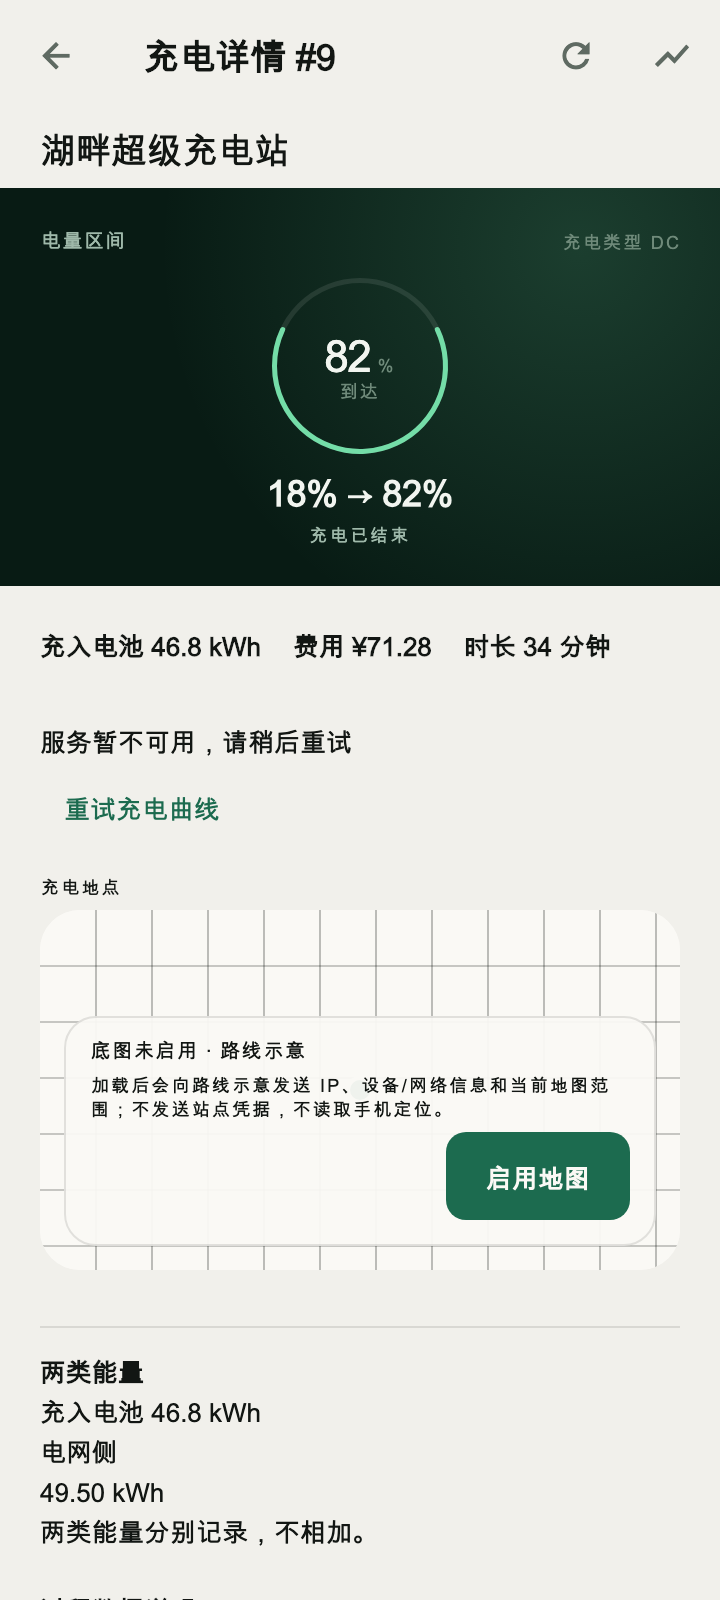 充电详情 #9
湖畔超级充电站
电量区间
充电类型 DC
82 %
到达
18% → 82%
充电已结束
充入电池 46.8 kWh 费用 ¥71.28 时长 34 分钟
服务暂不可用，请稍后重试
重试充电曲线
充电地点
底图未启用 · 路线示意
加载后会向路线示意发送 IP、设备/网络信息和当前地图范
围；不发送站点凭据，不读取手机定位。
启用地图
两类能量
充入电池 46.8 kWh
电网侧
49.50 kWh
两类能量分别记录，不相加。